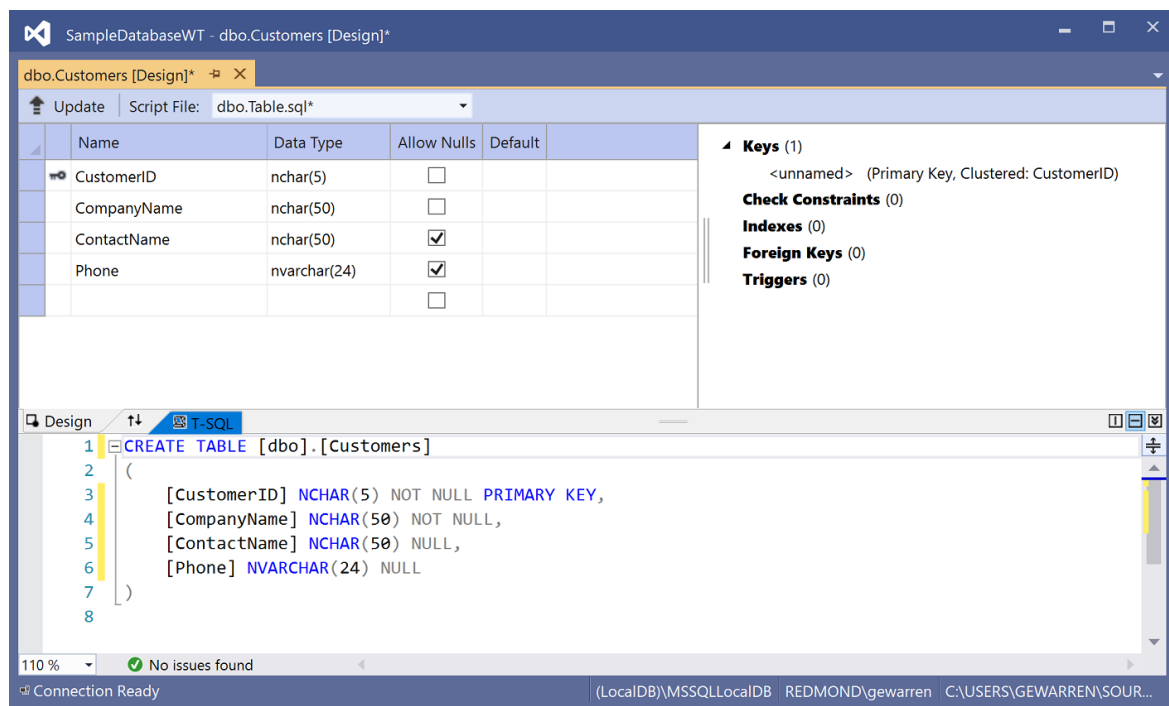 SampleDatabaseWT - dbo.Customers [Design]*
dbo.Customers [Design]*
Update Script File: dbo.Table.sql*
Name Data Type Allow Nulls Default
CustomerID nchar(5)
CompanyName nchar(50)
ContactName nchar(50)
Phone nvarchar(24)
Keys (1)
<unnamed> (Primary Key, Clustered: CustomerID)
Check Constraints (0)
Indexes (0)
Foreign Keys (0)
Triggers (0)
Design T-SQL
1 CREATE TABLE [dbo].[Customers]
2 (
3 [CustomerID] NCHAR(5) NOT NULL PRIMARY KEY,
4 [CompanyName] NCHAR(50) NOT NULL,
5 [ContactName] NCHAR(50) NULL,
6 [Phone] NVARCHAR(24) NULL
7 )
8
110 % No issues found
Connection Ready (LocalDB)\MSSQLLocalDB REDMOND\gewarren C:\USERS\GEWARREN\SOUR...